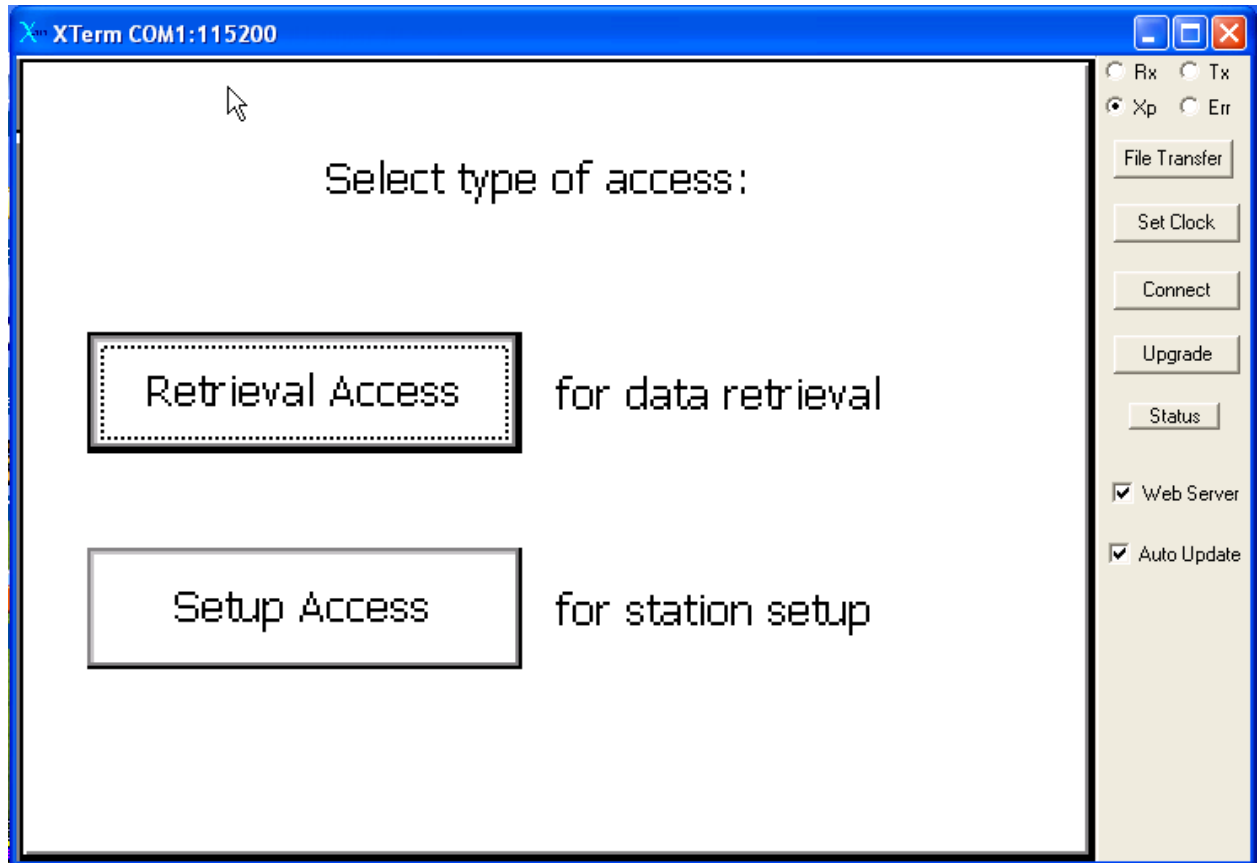 XTerm COM1:115200
Select type of access:
Retrieval Access for data retrieval
Setup Access for station setup
Rx Tx
Xp Err
File Transfer
Set Clock
Connect
Upgrade
Status
Web Server
Auto Update